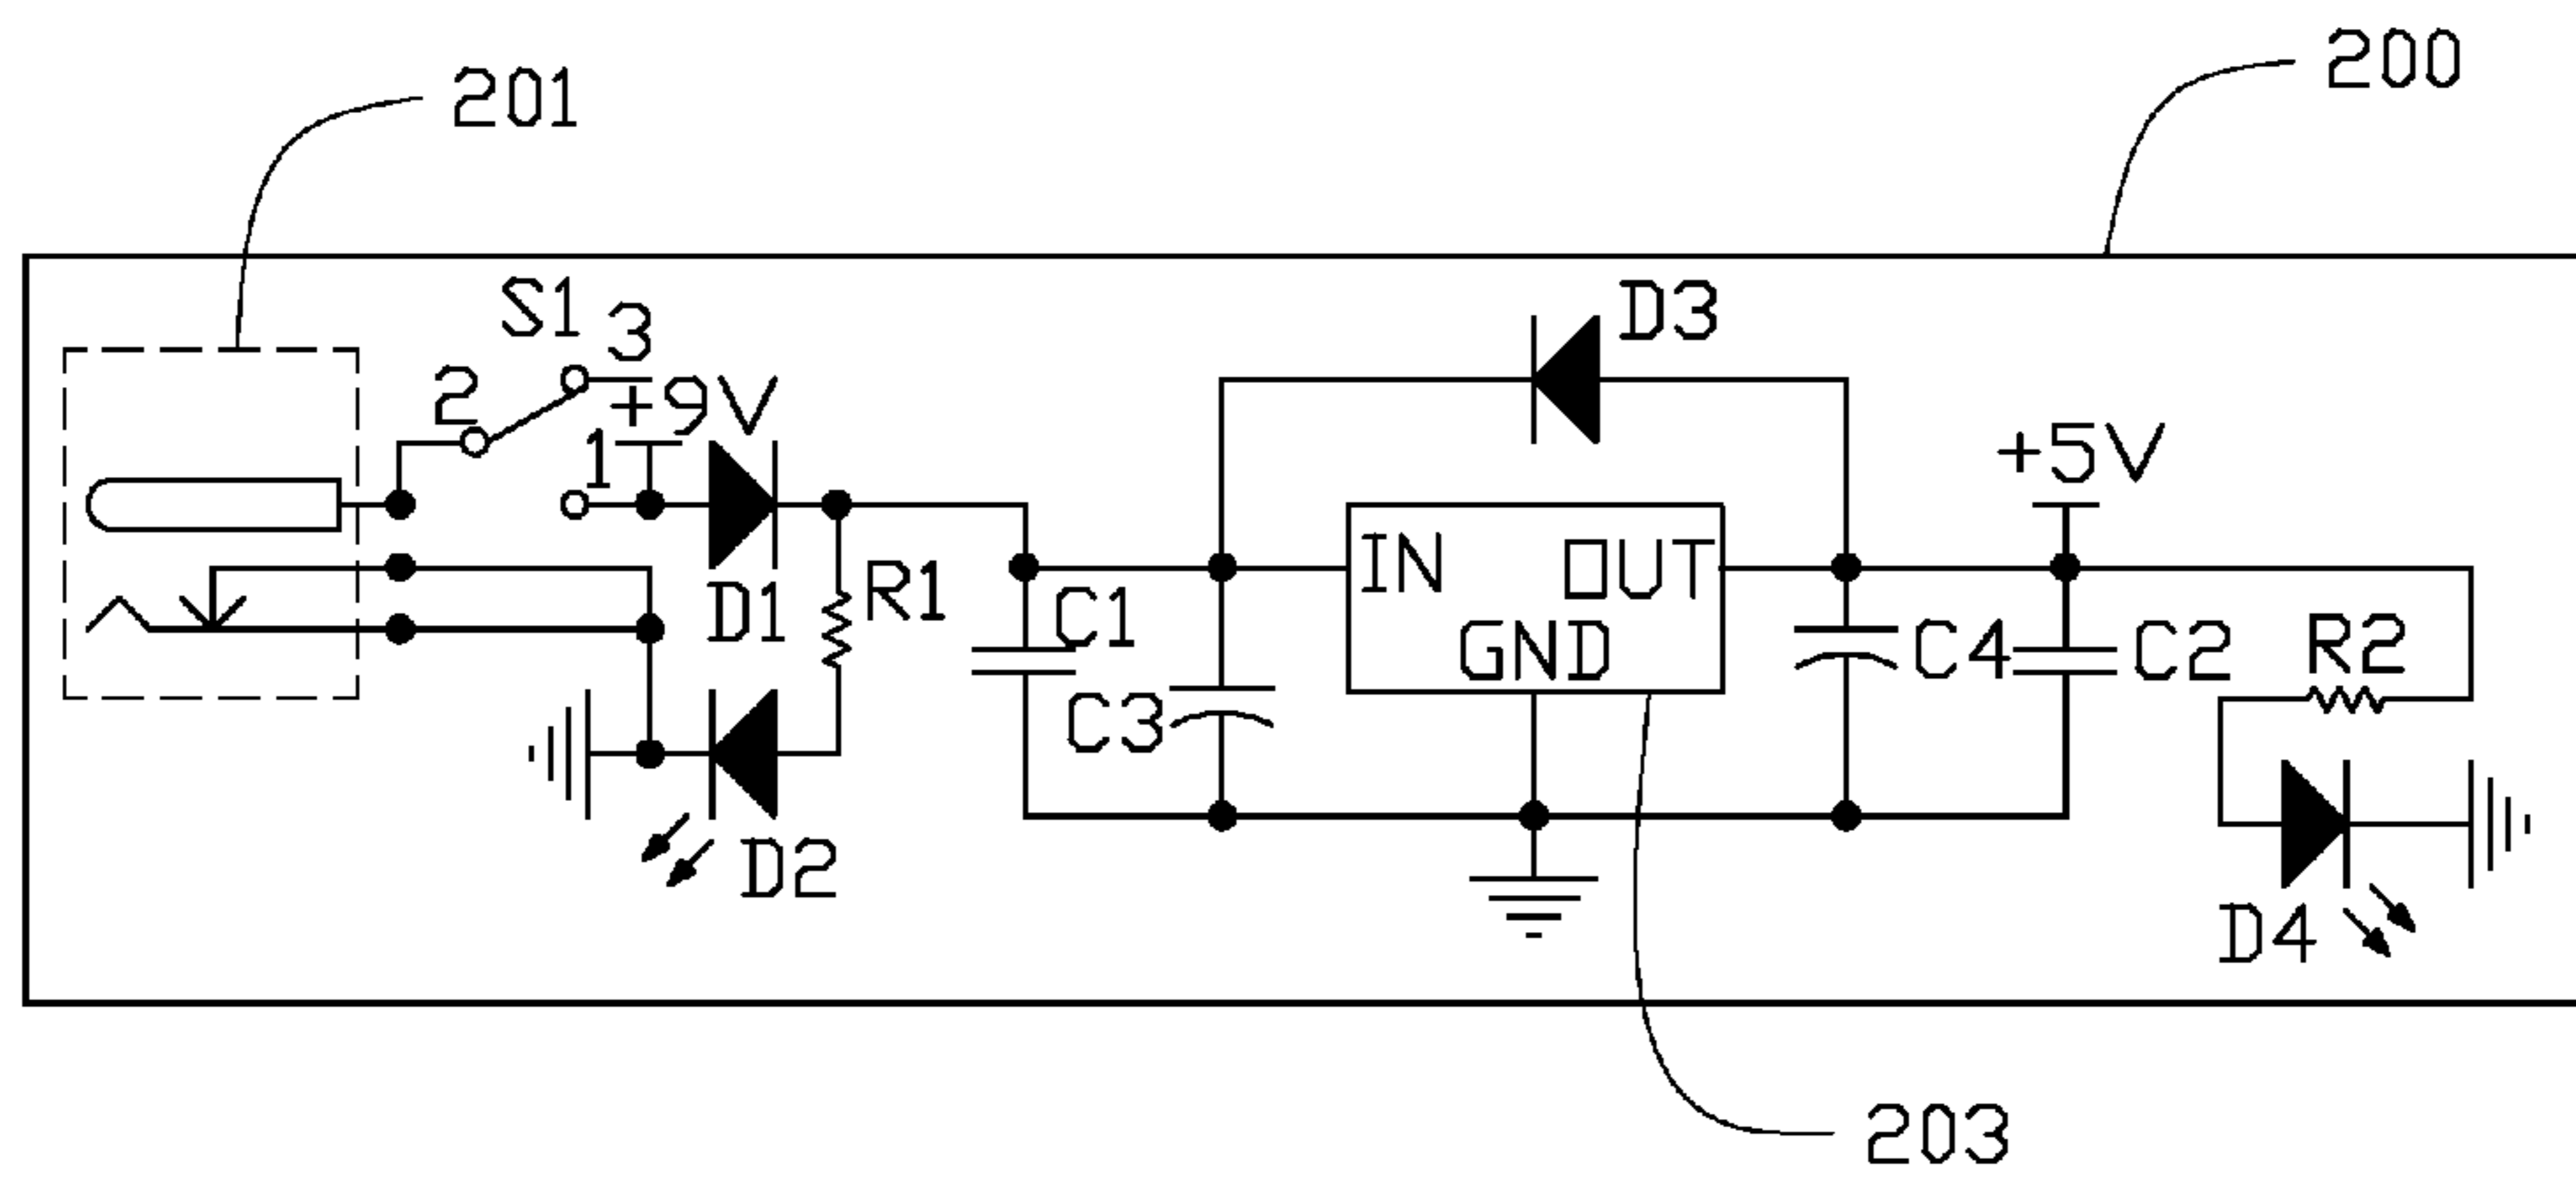 200
201
S1
3
D3
2
+9V
1
+5V
IN
OUT
D1
R1
C1
GND
C4
C2
R2
C3
D2
D4
203